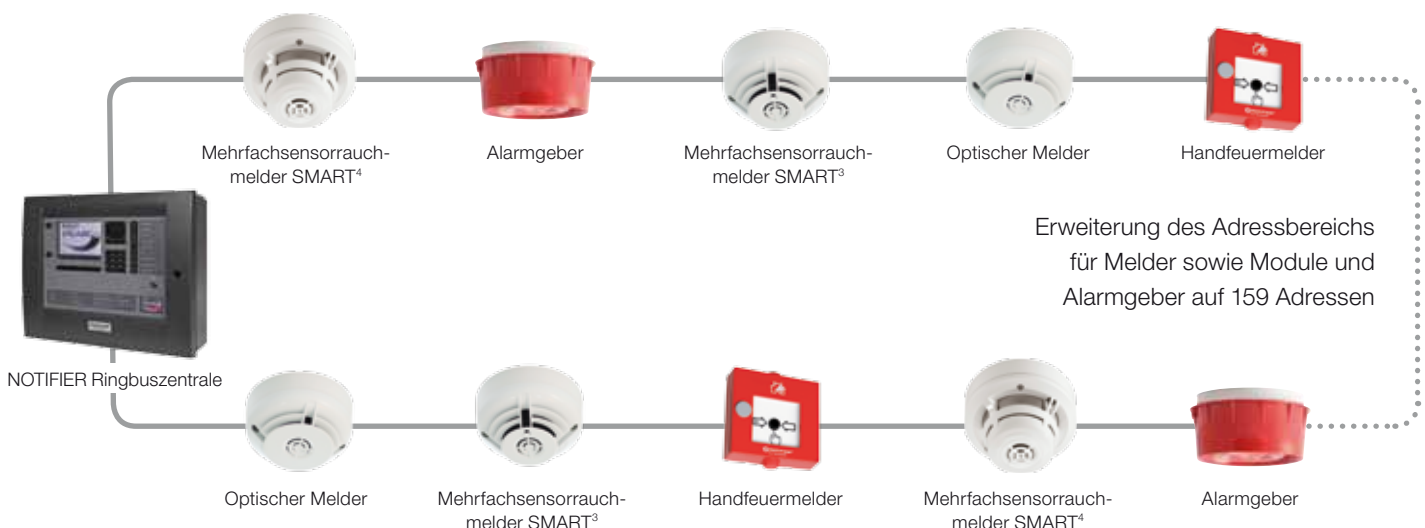 Mehrfachsensorrauch-
melder SMART⁴
Alarmgeber
Mehrfachsensorrauch-
melder SMART³
Optischer Melder
Handfeuermelder
Erweiterung des Adressbereichs
für Melder sowie Module und
Alarmgeber auf 159 Adressen
NOTIFIER Ringbuszentrale
Optischer Melder
Mehrfachsensorrauch-
melder SMART³
Handfeuermelder
Mehrfachsensorrauch-
melder SMART⁴
Alarmgeber